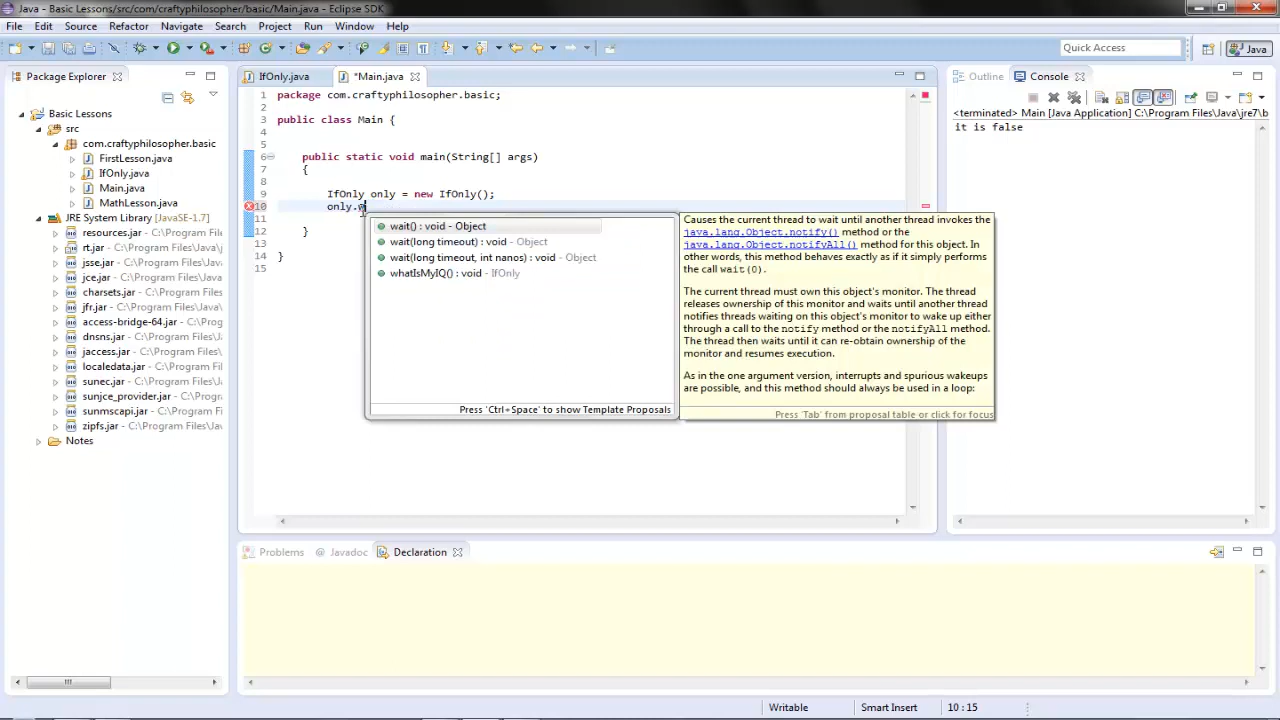 Java - Basic Lessons/src/com/craftyphilosopher/basic/Main.java - Eclipse SDK
File Edit Source Refactor Navigate Search Project Run Window Help
Quick Access
Java
Package Explorer
Basic Lessons
src
com.craftyphilosopher.basic
FirstLesson.java
IfOnly.java
Main.java
MathLesson.java
JRE System Library [JavaSE-1.7]
resources.jar - C:\Program Files\Java\
rt.jar - C:\Program Files\Java\
jsse.jar - C:\Program Files\Java\
jce.jar - C:\Program Files\Java\
charsets.jar - C:\Program Files\
jfr.jar - C:\Program Files\Java\
access-bridge-64.jar - C:\Program
dnsns.jar - C:\Program Files\Ja
jaccess.jar - C:\Program Files\
localedata.jar - C:\Program Fil
sunec.jar - C:\Program Files\Ja
sunjce_provider.jar - C:\Progra
sunmscapi.jar - C:\Program File
zipfs.jar - C:\Program Files\Ja
Notes
IfOnly.java
*Main.java
1 package com.craftyphilosopher.basic;
2
3 public class Main {
4
5
6 public static void main(String[] args)
7 {
8
9 IfOnly only = new IfOnly();
10 only.w
11
12 }
13
14 }
15
wait() : void - Object
wait(long timeout) : void - Object
wait(long timeout, int nanos) : void - Object
whatIsMyIQ() : void - IfOnly
Press 'Ctrl+Space' to show Template Proposals
Causes the current thread to wait until another thread invokes the
java.lang.Object.notify() method or the
java.lang.Object.notifyAll() method for this object. In
other words, this method behaves exactly as if it simply performs
the call wait(0).
The current thread must own this object's monitor. The thread
releases ownership of this monitor and waits until another thread
notifies threads waiting on this object's monitor to wake up either
through a call to the notify method or the notifyAll method.
The thread then waits until it can re-obtain ownership of the
monitor and resumes execution.
As in the one argument version, interrupts and spurious wakeups
are possible, and this method should always be used in a loop:
Press 'Tab' from proposal table or click for focus
Outline
Console
<terminated> Main [Java Application] C:\Program Files\Java\jre7\b
it is false
Problems
@ Javadoc
Declaration
Writable
Smart Insert
10 : 15